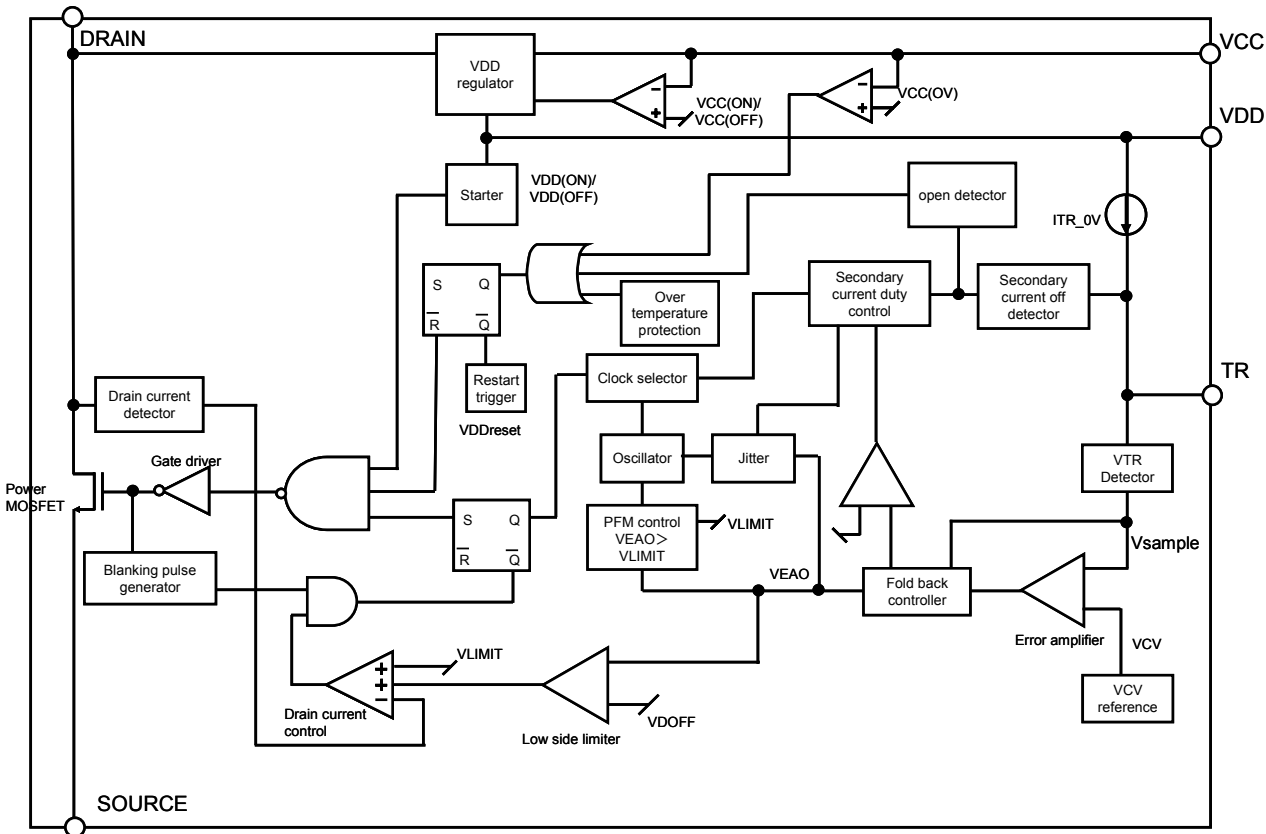 DRAIN
VCC
VDD
regulator
VCC(ON)/
VCC(OFF)
VCC(OV)
VDD
Starter
VDD(ON)/
VDD(OFF)
open detector
ITR_0V
S Q
R Q
Over
temperature
protection
Secondary
current duty
control
Secondary
current off
detector
Restart
trigger
VDDreset
Clock selector
TR
Drain current
detector
Gate driver
Oscillator
Jitter
VTR
Detector
Power
MOSFET
S Q
R Q
PFM control
VEAO>
VLIMIT
VLIMIT
Vsample
Blanking pulse
generator
VEAO
Fold back
controller
Error amplifier
VCV
VLIMIT
+
+
−
Drain current
control
Low side limiter
VDOFF
VCV
reference
SOURCE